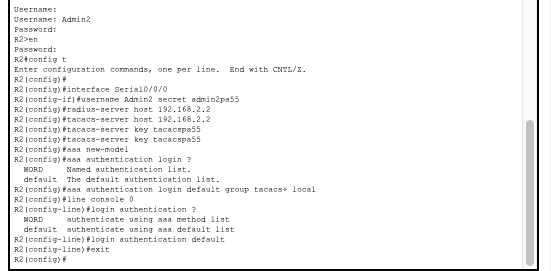 Username:
Username: Admin2
Password:
R2>en
Password:
R2#config t
Enter configuration commands, one per line.  End with CNTL/Z.
R2(config)#
R2(config)#interface Serial0/0/0
R2(config-if)#username Admin2 secret admin2pa55
R2(config)#radius-server host 192.168.2.2
R2(config)#tacacs-server host 192.168.2.2
R2(config)#tacacs-server key tacacspa55
R2(config)#tacacs-server key tacacspa55
R2(config)#aaa new-model
R2(config)#aaa authentication login ?
  WORD     Named authentication list.
  default  The default authentication list.
R2(config)#aaa authentication login default group tacacs+ local
R2(config)#line console 0
R2(config-line)#login authentication ?
  WORD     authenticate using aaa method list
  default  authenticate using aaa default list
R2(config-line)#login authentication default
R2(config-line)#exit
R2(config)#